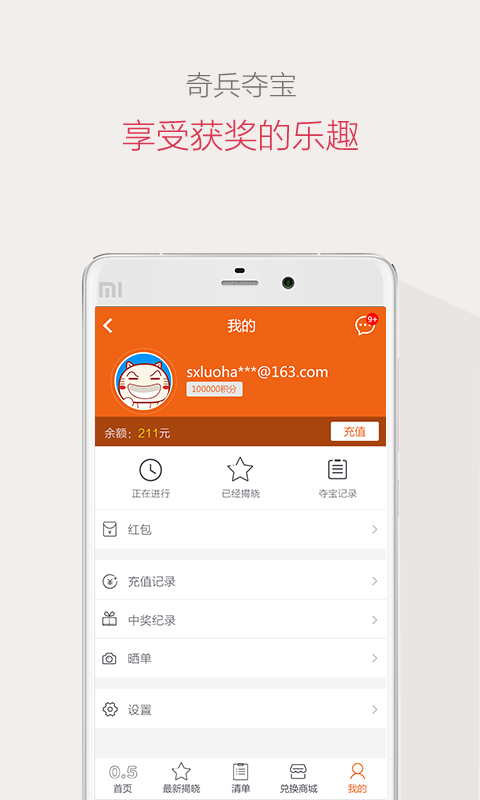 奇兵夺宝
享受获奖的乐趣
MI
我的
9+
sxluoha***@163.com
100000积分
余额：211元
充值
正在进行
已经揭晓
夺宝记录
红包
充值记录
中奖纪录
晒单
设置
0.5
首页
最新揭晓
清单
兑换商城
我的